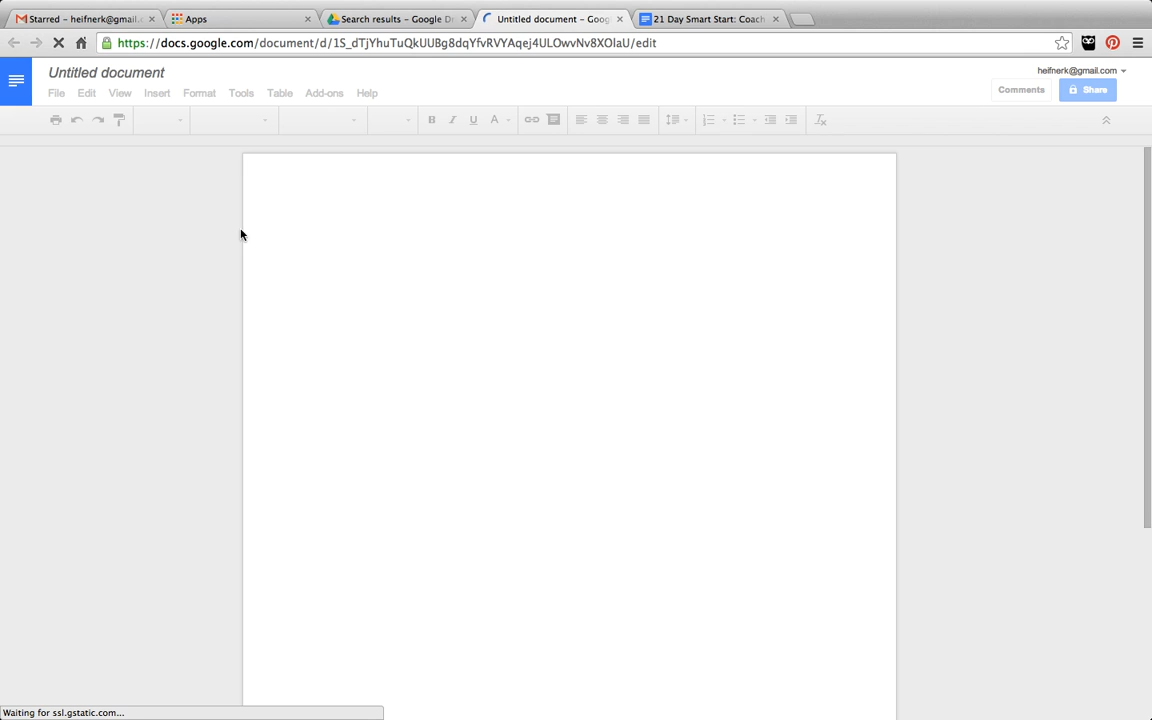 Starred – heifnerk@gmail.c
Apps
Search results – Google Dr
Untitled document – Goog
21 Day Smart Start: Coach
https://docs.google.com/document/d/1S_dTjYhuTuQkUUBg8dqYfvRVYAqej4ULOwvNv8XOlaU/edit
Untitled document
heifnerk@gmail.com
File Edit View Insert Format Tools Table Add-ons Help
Comments
Share
B I U A
Waiting for ssl.gstatic.com...